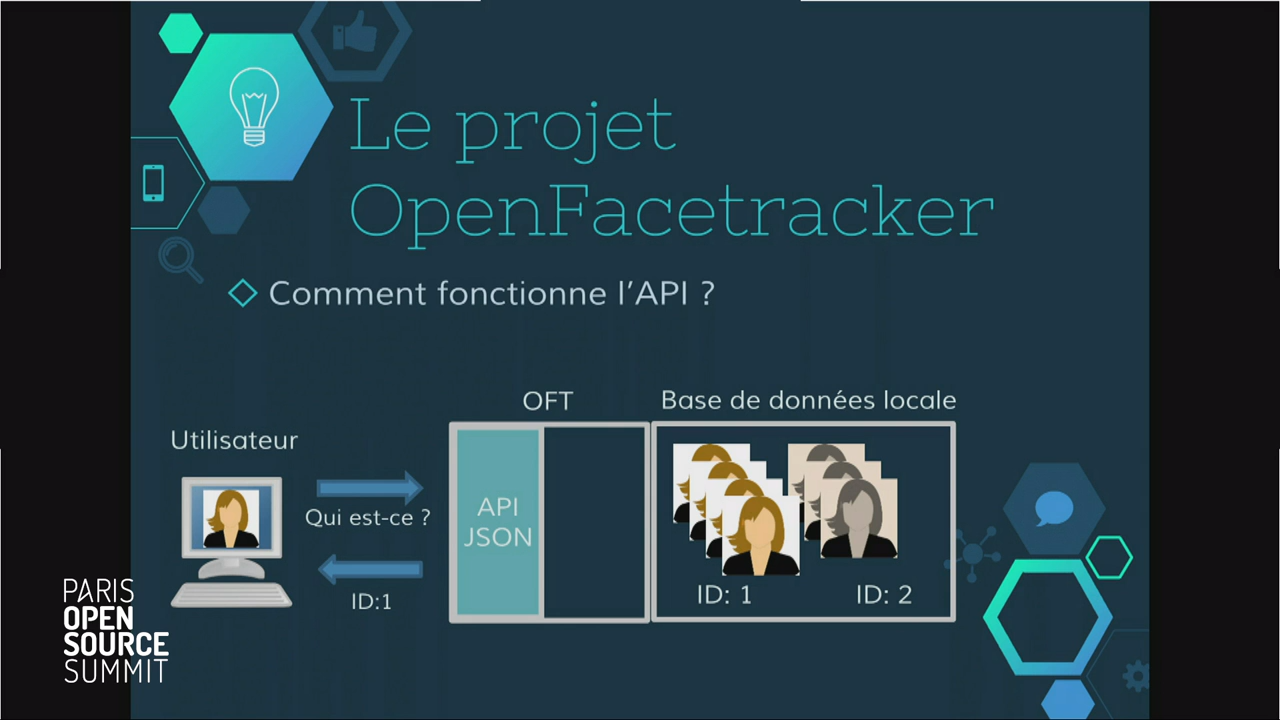 Le projet
OpenFacetracker
Comment fonctionne l'API ?
OFT
Base de données locale
Utilisateur
Qui est-ce ?
API
JSON
ID:1
ID: 1
ID: 2
PARIS
OPEN
SOURCE
SUMMIT